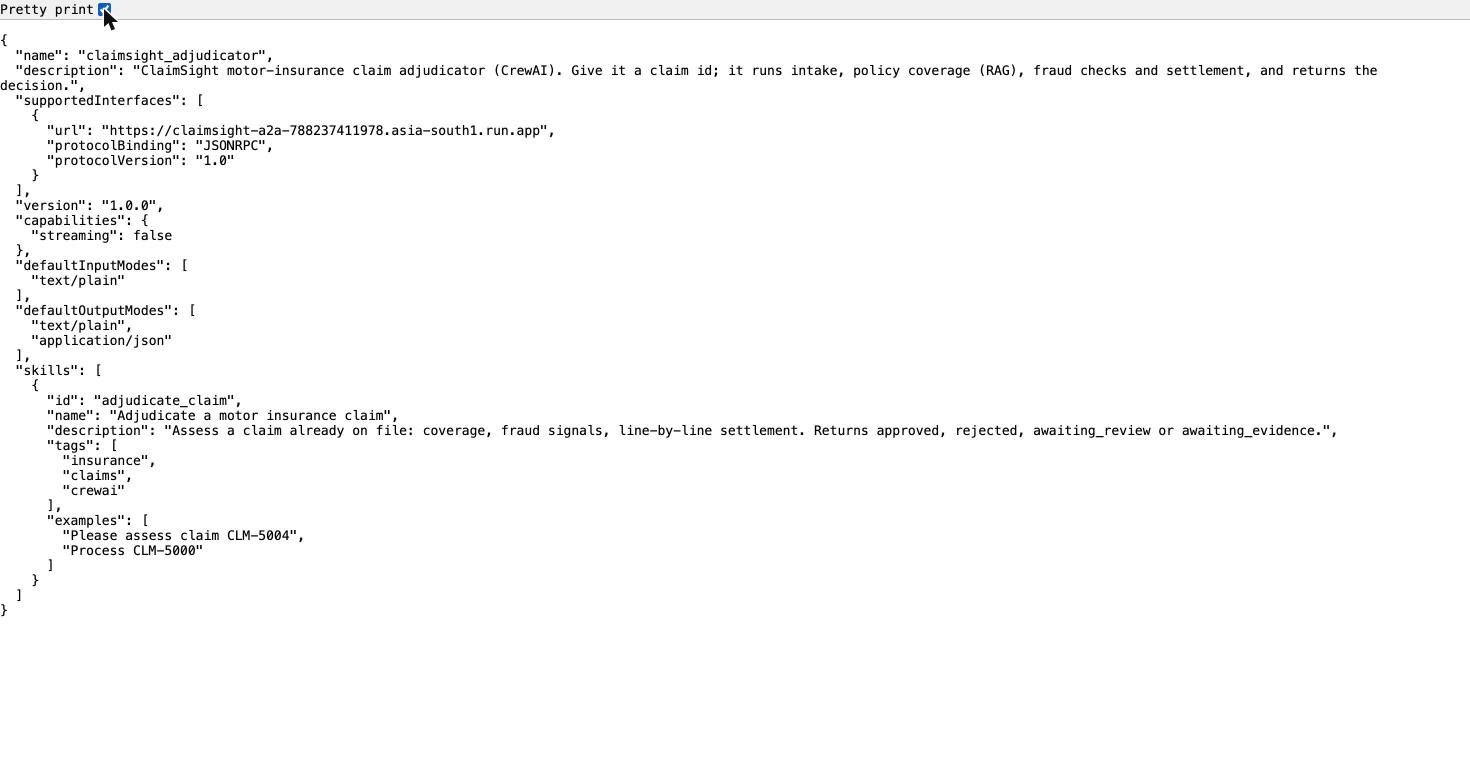 Pretty print
{
  "name": "claimsight_adjudicator",
  "description": "ClaimSight motor-insurance claim adjudicator (CrewAI). Give it a claim id; it runs intake, policy coverage (RAG), fraud checks and settlement, and returns the
decision.",
  "supportedInterfaces": [
    {
      "url": "https://claimsight-a2a-788237411978.asia-south1.run.app",
      "protocolBinding": "JSONRPC",
      "protocolVersion": "1.0"
    }
  ],
  "version": "1.0.0",
  "capabilities": {
    "streaming": false
  },
  "defaultInputModes": [
    "text/plain"
  ],
  "defaultOutputModes": [
    "text/plain",
    "application/json"
  ],
  "skills": [
    {
      "id": "adjudicate_claim",
      "name": "Adjudicate a motor insurance claim",
      "description": "Assess a claim already on file: coverage, fraud signals, line-by-line settlement. Returns approved, rejected, awaiting_review or awaiting_evidence.",
      "tags": [
        "insurance",
        "claims",
        "crewai"
      ],
      "examples": [
        "Please assess claim CLM-5004",
        "Process CLM-5000"
      ]
    }
  ]
}